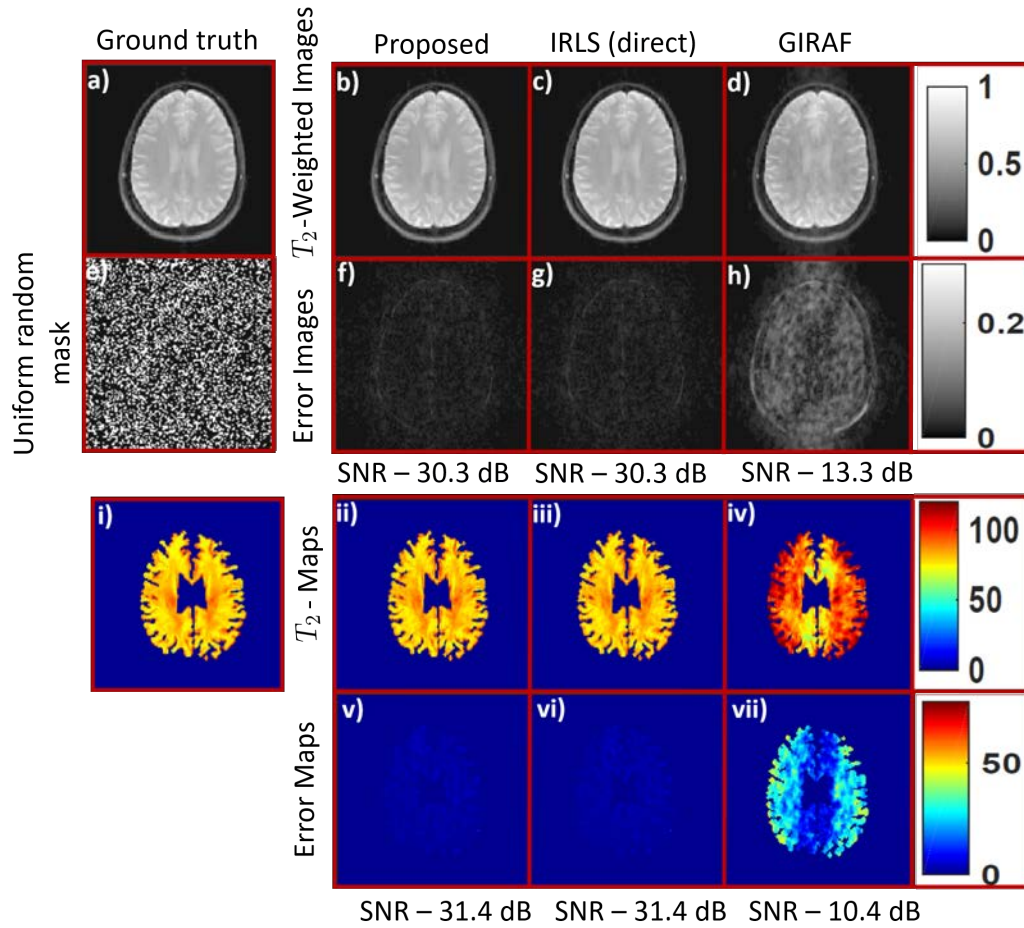 Ground truth
Proposed
IRLS (direct)
GIRAF
T2-Weighted Images
a)
b)
c)
d)
1
0.5
0
Uniform random
mask
e)
Error Images
f)
g)
h)
0.2
0
SNR – 30.3 dB
SNR – 30.3 dB
SNR – 13.3 dB
i)
T2 - Maps
ii)
iii)
iv)
100
50
0
Error Maps
v)
vi)
vii)
50
0
SNR – 31.4 dB
SNR – 31.4 dB
SNR – 10.4 dB